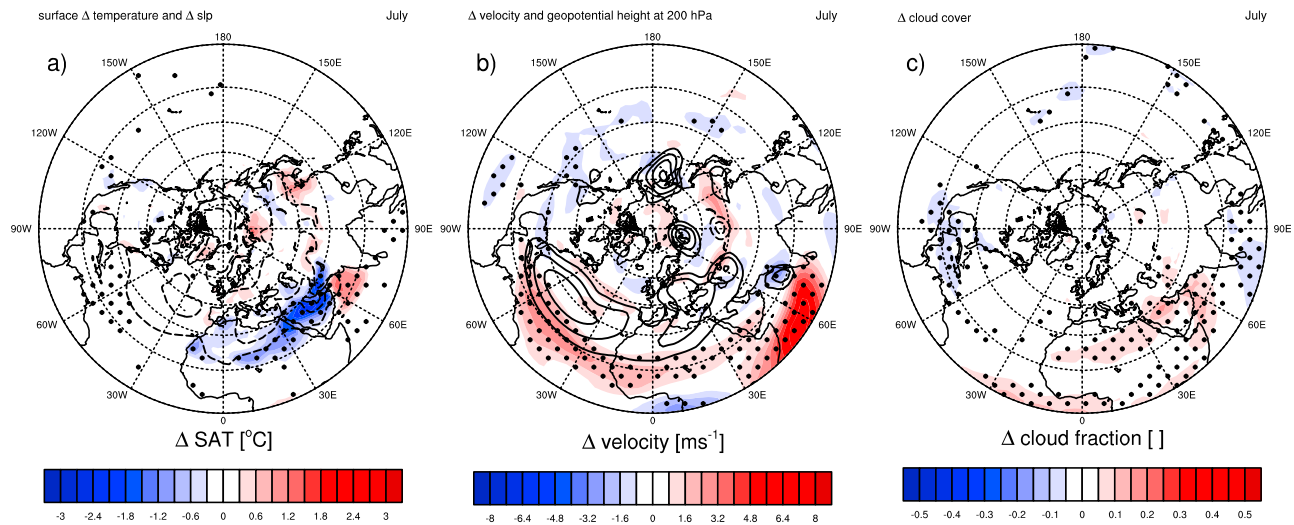 surface Δ temperature and Δ slp July
a)
180
150W 150E
120W 120E
90W 90E
60W 60E
30W 30E
0
Δ SAT [°C]
-3 -2.4 -1.8 -1.2 -0.6 0 0.6 1.2 1.8 2.4 3
Δ velocity and geopotential height at 200 hPa July
b)
180
150W 150E
120W 120E
90W 90E
60W 60E
30W 30E
0
Δ velocity [ms⁻¹]
-8 -6.4 -4.8 -3.2 -1.6 0 1.6 3.2 4.8 6.4 8
Δ cloud cover July
c)
180
150W 150E
120W 120E
90W 90E
60W 60E
30W 30E
0
Δ cloud fraction [ ]
-0.5 -0.4 -0.3 -0.2 -0.1 0 0.1 0.2 0.3 0.4 0.5